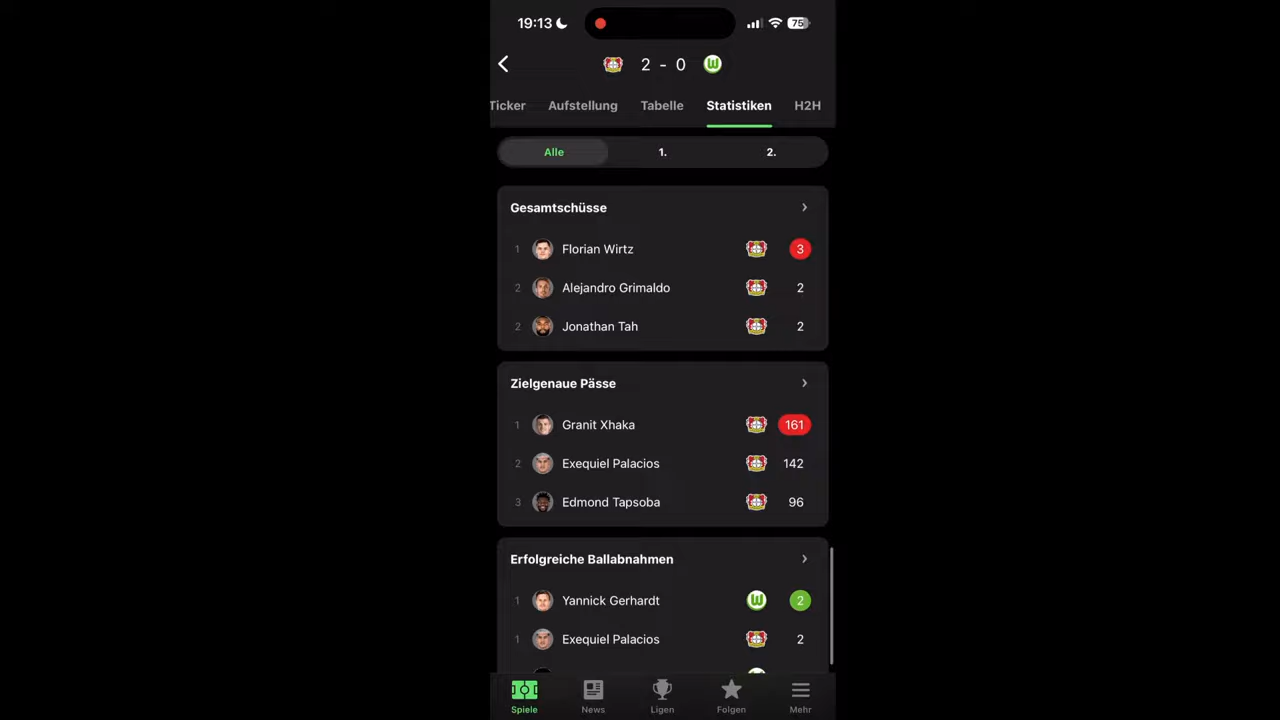 19:13 75
2 - 0 W
Ticker Aufstellung Tabelle Statistiken H2H
Alle 1. 2.
Gesamtschüsse
1 Florian Wirtz 3
2 Alejandro Grimaldo 2
2 Jonathan Tah 2
Zielgenaue Pässe
1 Granit Xhaka 161
2 Exequiel Palacios 142
3 Edmond Tapsoba 96
Erfolgreiche Ballabnahmen
1 Yannick Gerhardt W 2
1 Exequiel Palacios 2
Spiele News Ligen Folgen Mehr